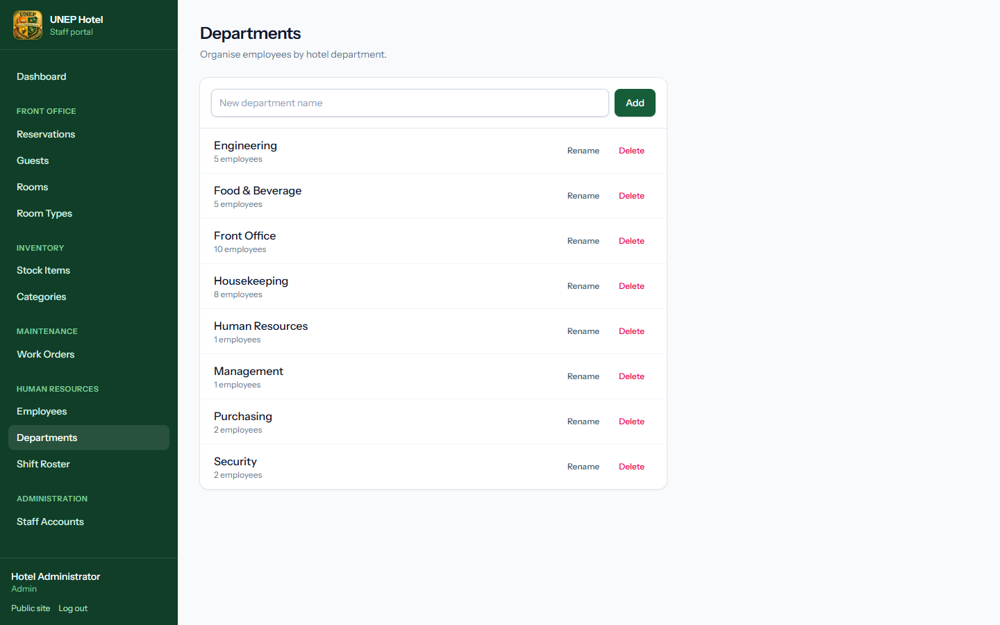 UNEP
UNEP Hotel
Staff portal
Dashboard
FRONT OFFICE
Reservations
Guests
Rooms
Room Types
INVENTORY
Stock Items
Categories
MAINTENANCE
Work Orders
HUMAN RESOURCES
Employees
Departments
Shift Roster
ADMINISTRATION
Staff Accounts
Hotel Administrator
Admin
Public site Log out
Departments
Organise employees by hotel department.
New department name Add
Engineering
5 employees
Rename Delete
Food & Beverage
5 employees
Rename Delete
Front Office
10 employees
Rename Delete
Housekeeping
8 employees
Rename Delete
Human Resources
1 employees
Rename Delete
Management
1 employees
Rename Delete
Purchasing
2 employees
Rename Delete
Security
2 employees
Rename Delete